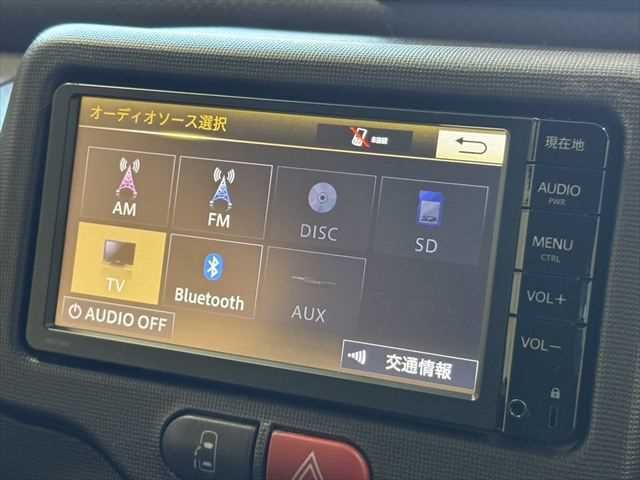 オーディオソース選択
AM
FM
DISC
SD
TV
Bluetooth
AUX
AUDIO OFF
交通情報
現在地
AUDIO
PWR
MENU
CTRL
VOL+
VOL−